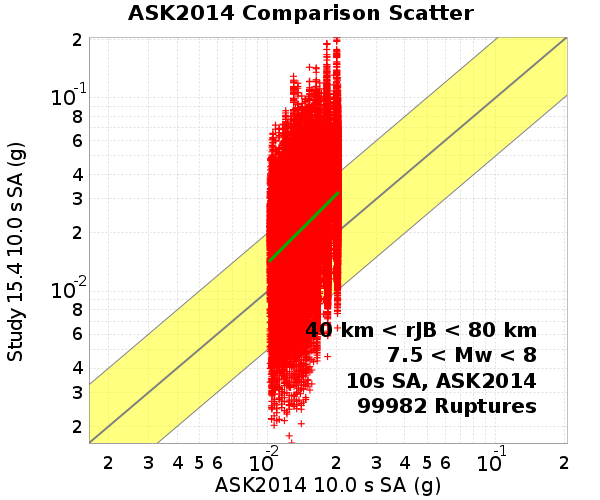 ASK2014 Comparison Scatter
Study 15.4 10.0 s SA (g)
2
10-1
8
6
4
3
2
10-2
8
6
4
3
2
40 km < rJB < 80 km
7.5 < Mw < 8
10s SA, ASK2014
99982 Ruptures
2 3 4 5 6 8 10-2 2 3 4 5 6 8 10-1 2
ASK2014 10.0 s SA (g)